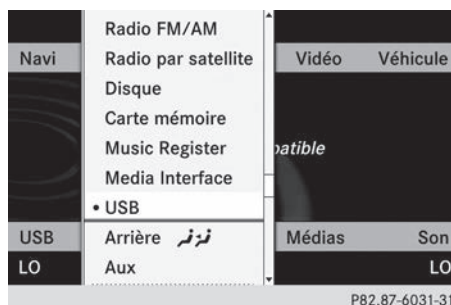 Radio FM/AM
Navi Radio par satellite Vidéo Véhicule
Disque
Carte mémoire
Music Register patible
Media Interface
• USB
USB Arrière Médias Son
LO Aux LO
P82.87-6031-31